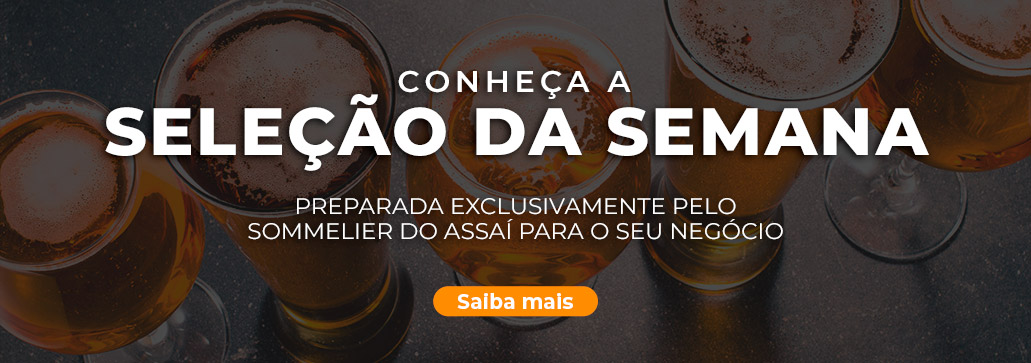 CONHEÇA A
SELEÇÃO DA SEMANA
PREPARADA EXCLUSIVAMENTE PELO
SOMMELIER DO ASSAÍ PARA O SEU NEGÓCIO
Saiba mais